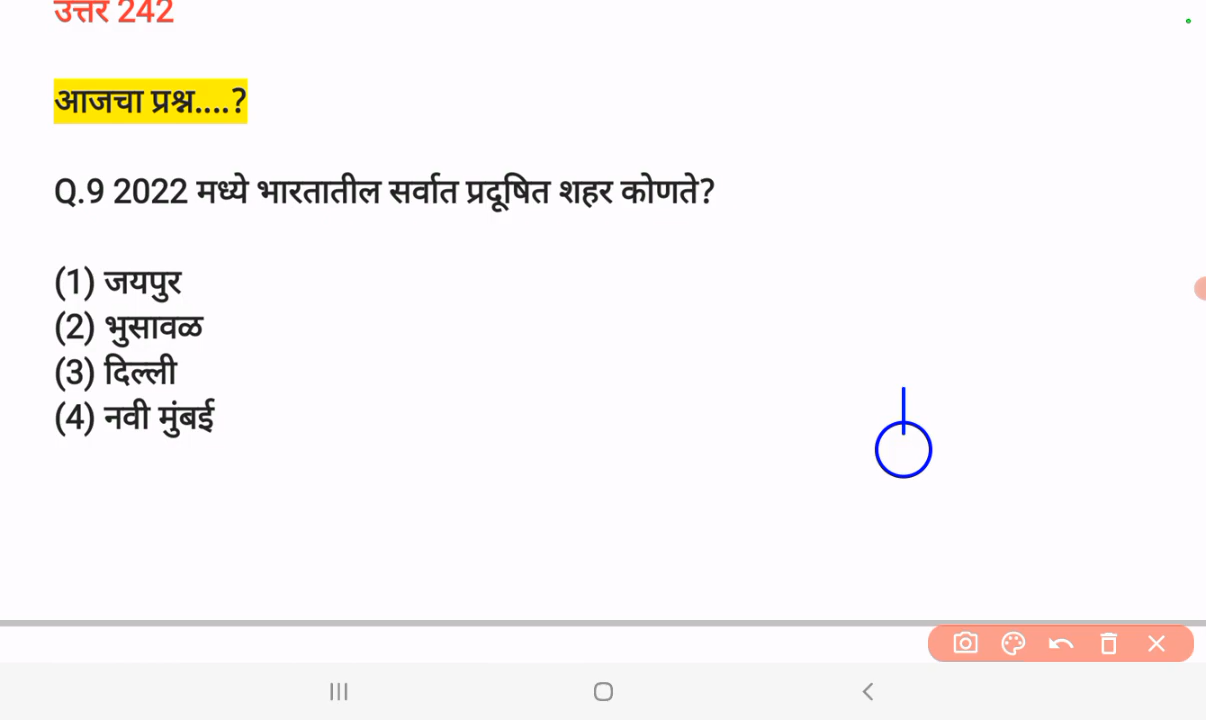 उत्तर 242
आजचा प्रश्न....?
Q.9 2022 मध्ये भारतातील सर्वात प्रदूषित शहर कोणते?
(1) जयपुर
(2) भुसावळ
(3) दिल्ली
(4) नवी मुंबई